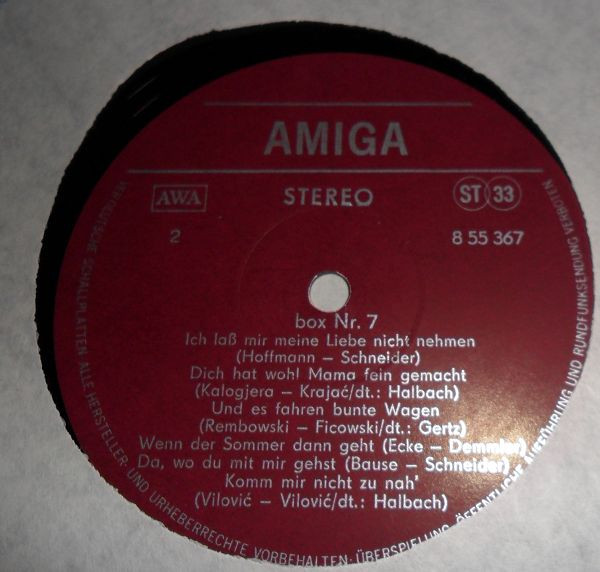 AMIGA
AWA STEREO ST 33
2 8 55 367
box Nr. 7
Ich laß mir meine Liebe nicht nehmen
(Hoffmann – Schneider)
Dich hat wohl Mama fein gemacht
(Kalogjera – Krajać/dt.: Halbach)
Und es fahren bunte Wagen
(Rembowski – Ficowski/dt.: Gertz)
Wenn der Sommer dann geht (Ecke – Demmler)
Da, wo du mit mir gehst (Bause – Schneider)
Komm mir nicht zu nah'
(Vilović – Vilović/dt.: Halbach)
VEB DEUTSCHE SCHALLPLATTEN ALLE HERSTELLER- UND URHEBERRECHTE VORBEHALTEN: ÜBERSPIELUNG, ÖFFENTLICHE AUFFÜHRUNG UND RUNDFUNKSENDUNG VERBOTEN